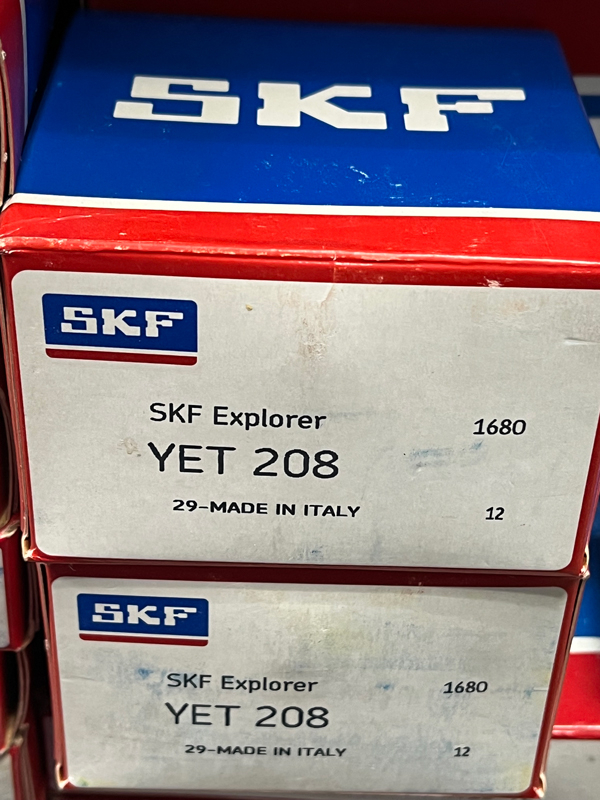 SKF
SKF
SKF Explorer 1680
YET 208
29-MADE IN ITALY 12
SKF
SKF Explorer 1680
YET 208
29-MADE IN ITALY 12